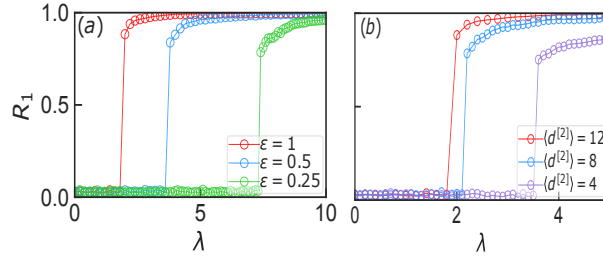 (a)
R₁
1.0
0.5
0.0
ε = 1
ε = 0.5
ε = 0.25
0
5
10
λ
(b)
⟨d^[2]⟩ = 12
⟨d^[2]⟩ = 8
⟨d^[2]⟩ = 4
0
2
4
λ